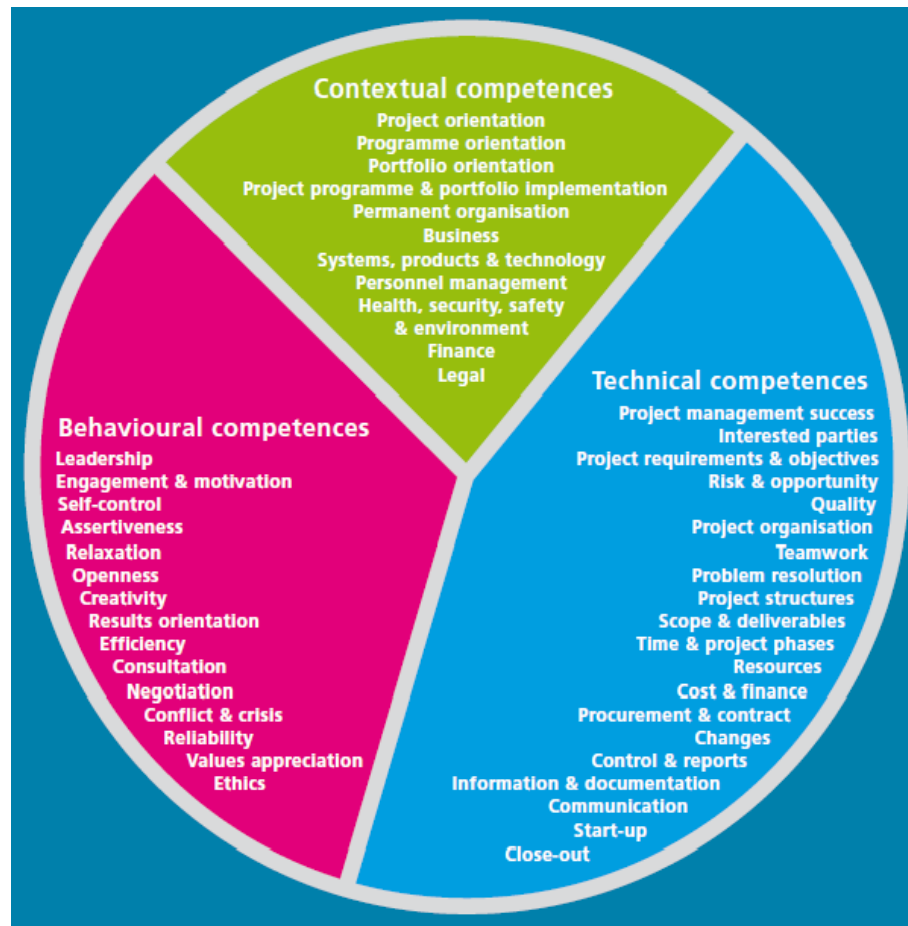 Contextual competences
Project orientation
Programme orientation
Portfolio orientation
Project programme & portfolio implementation
Permanent organisation
Business
Systems, products & technology
Personnel management
Health, security, safety
& environment
Finance
Legal
Behavioural competences
Leadership
Engagement & motivation
Self-control
Assertiveness
Relaxation
Openness
Creativity
Results orientation
Efficiency
Consultation
Negotiation
Conflict & crisis
Reliability
Values appreciation
Ethics
Technical competences
Project management success
Interested parties
Project requirements & objectives
Risk & opportunity
Quality
Project organisation
Teamwork
Problem resolution
Project structures
Scope & deliverables
Time & project phases
Resources
Cost & finance
Procurement & contract
Changes
Control & reports
Information & documentation
Communication
Start-up
Close-out